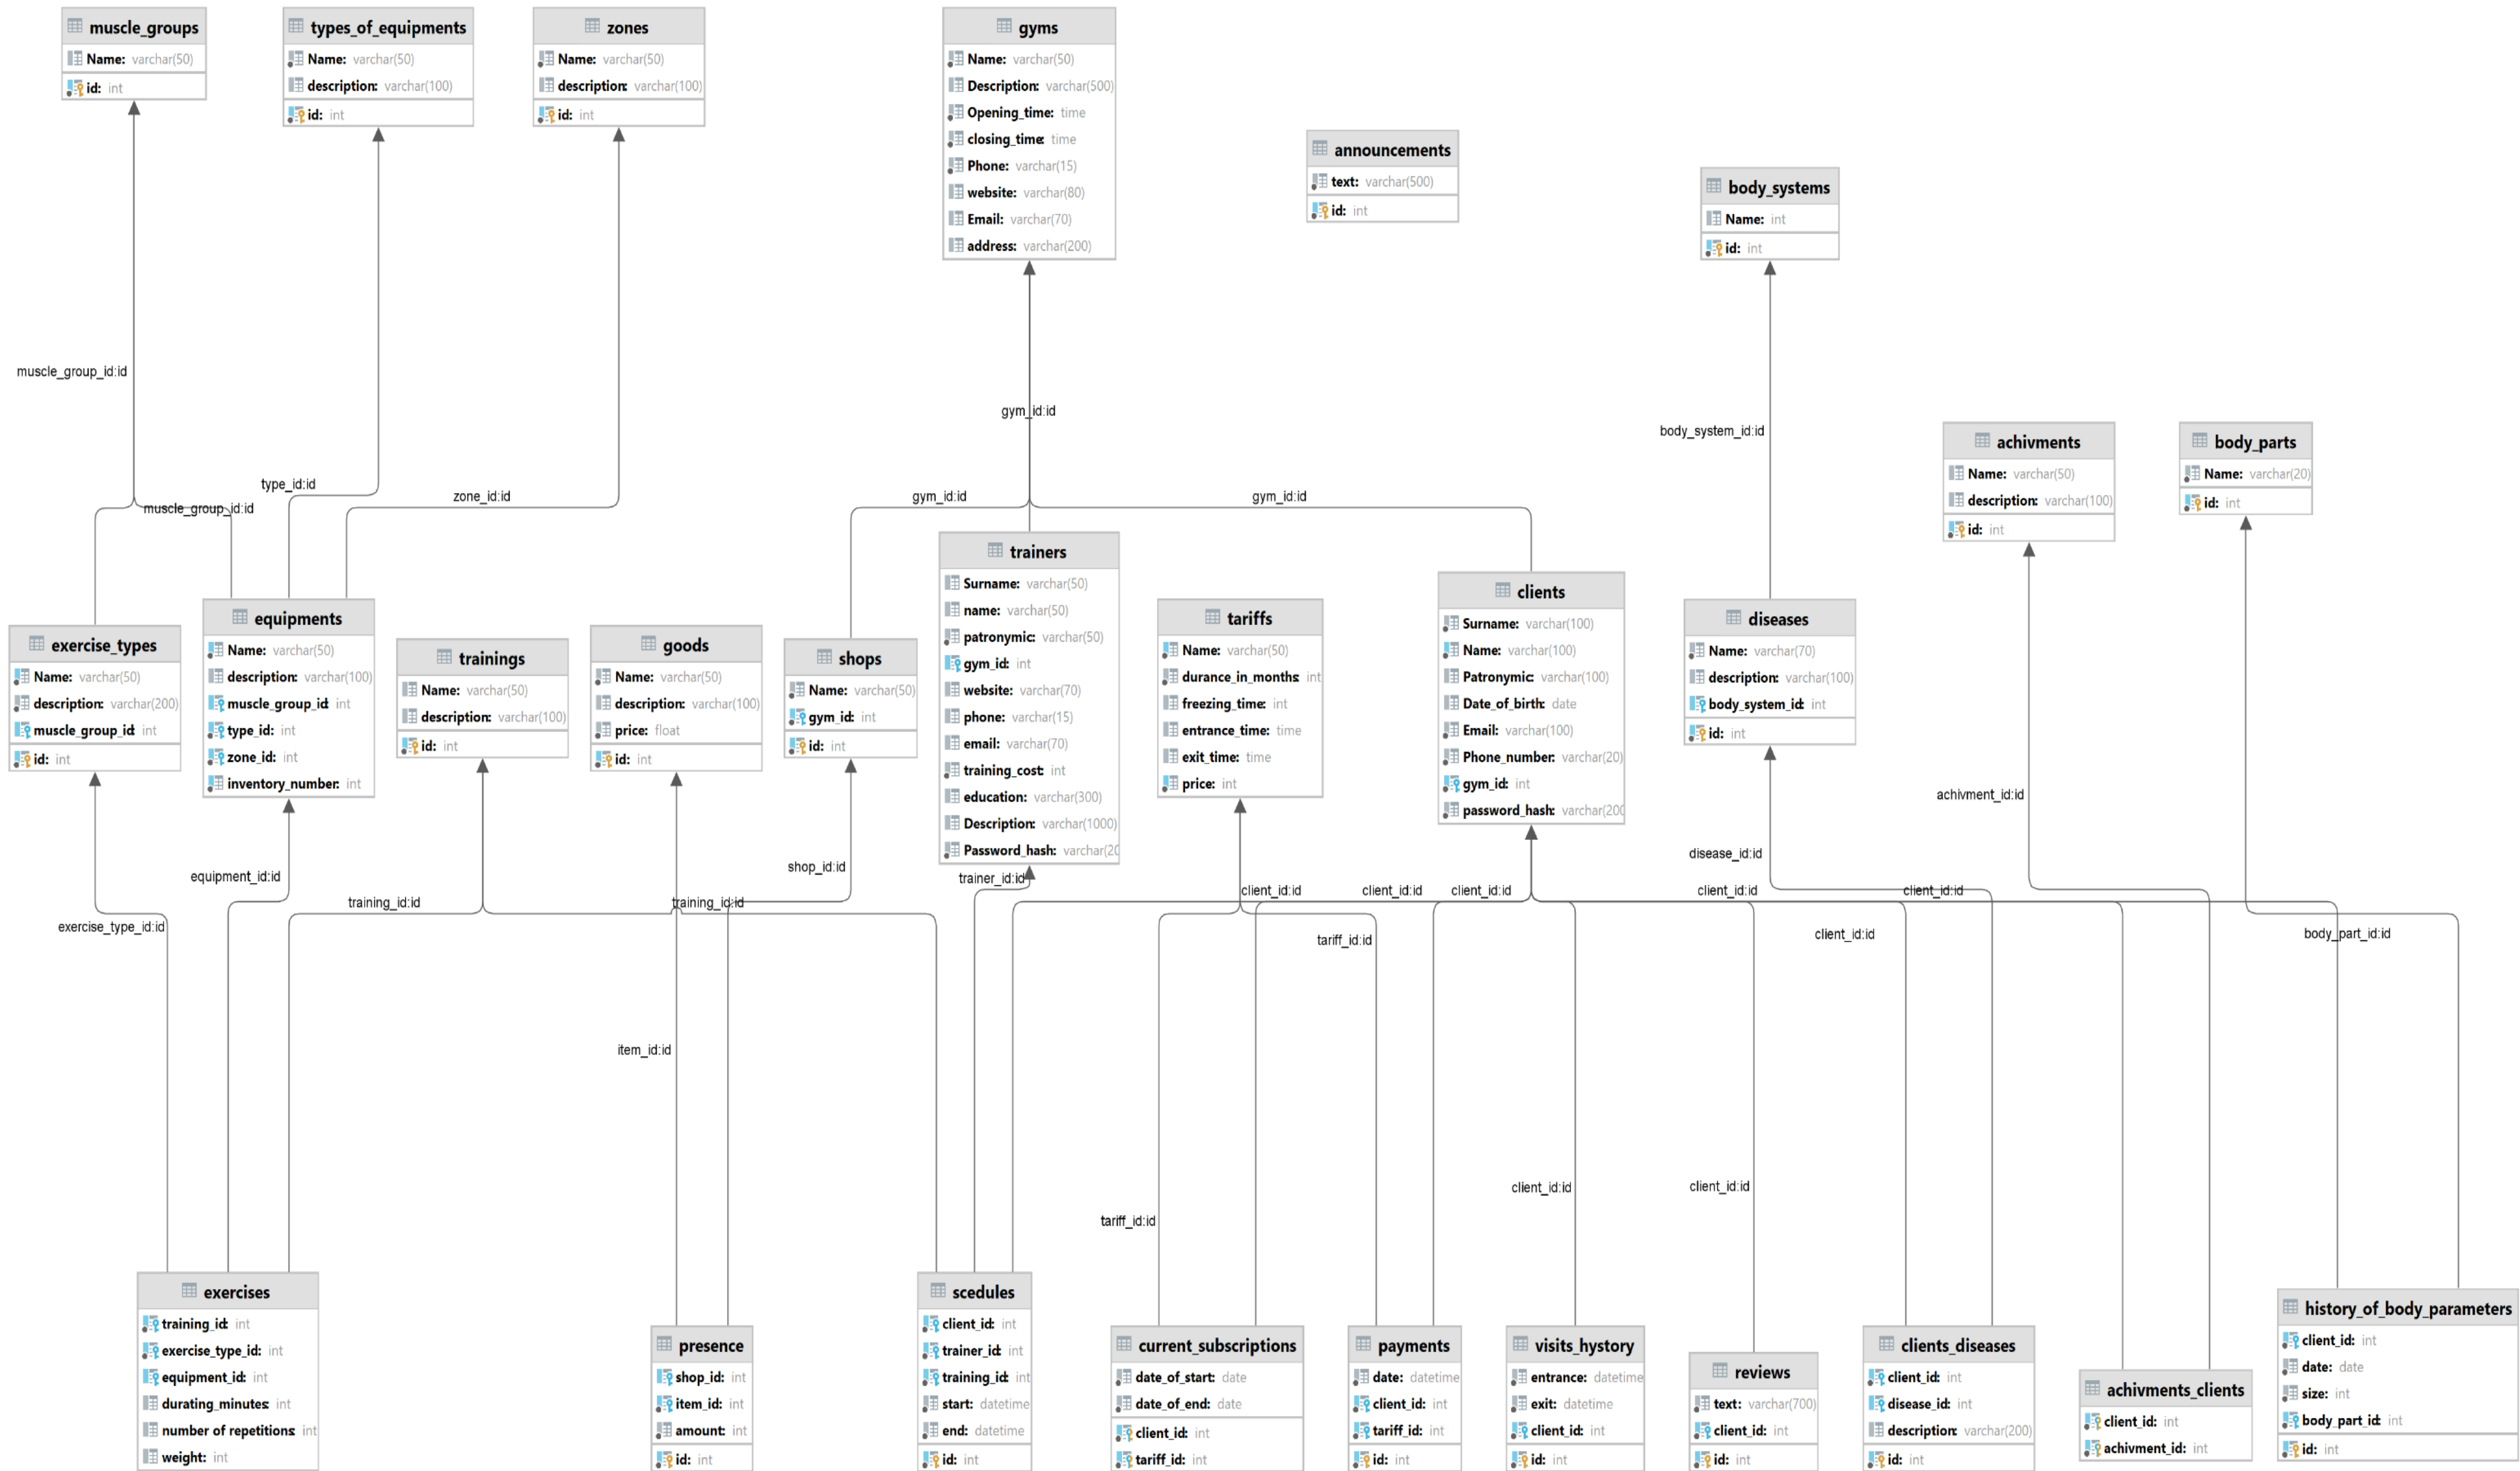 muscle_groups
Name: varchar(50)
id: int
types_of_equipments
Name: varchar(50)
description: varchar(100)
id: int
zones
Name: varchar(50)
description: varchar(100)
id: int
gyms
Name: varchar(50)
Description: varchar(500)
Opening_time: time
closing_time: time
Phone: varchar(15)
website: varchar(80)
Email: varchar(70)
address: varchar(200)
announcements
text: varchar(500)
id: int
body_systems
Name: int
id: int
muscle_group_id:id
gym_id:id
body_system_id:id
achivments
Name: varchar(50)
description: varchar(100)
id: int
body_parts
Name: varchar(20)
id: int
muscle_group_id:id
type_id:id
zone_id:id
gym_id:id
gym_id:id
exercise_types
Name: varchar(50)
description: varchar(200)
muscle_group_id: int
id: int
equipments
Name: varchar(50)
description: varchar(100)
muscle_group_id: int
type_id: int
zone_id: int
inventory_number: int
trainings
Name: varchar(50)
description: varchar(100)
id: int
goods
Name: varchar(50)
description: varchar(100)
price: float
id: int
shops
Name: varchar(50)
gym_id: int
id: int
trainers
Surname: varchar(50)
name: varchar(50)
patronymic: varchar(50)
gym_id: int
website: varchar(70)
phone: varchar(15)
email: varchar(70)
training_cost: int
education: varchar(300)
Description: varchar(1000)
Password_hash: varchar(20
tariffs
Name: varchar(50)
durance_in_months: int
freezing_time: int
entrance_time: time
exit_time: time
price: int
clients
Surname: varchar(100)
Name: varchar(100)
Patronymic: varchar(100)
Date_of_birth: date
Email: varchar(100)
Phone_number: varchar(20)
gym_id: int
password_hash: varchar(200
diseases
Name: varchar(70)
description: varchar(100)
body_system_id: int
id: int
achivment_id:id
equipment_id:id
shop_id:id
trainer_id:id
disease_id:id
training_id:id
training_id:id
client_id:id
client_id:id
client_id:id
client_id:id
client_id:id
exercise_type_id:id
tariff_id:id
client_id:id
body_part_id:id
item_id:id
client_id:id
client_id:id
tariff_id:id
exercises
training_id: int
exercise_type_id: int
equipment_id: int
durating_minutes: int
number of repetitions: int
weight: int
presence
shop_id: int
item_id: int
amount: int
id: int
scedules
client_id: int
trainer_id: int
training_id: int
start: datetime
end: datetime
id: int
current_subscriptions
date_of_start: date
date_of_end: date
client_id: int
tariff_id: int
payments
date: datetime
client_id: int
tariff_id: int
id: int
visits_hystory
entrance: datetime
exit: datetime
client_id: int
id: int
reviews
text: varchar(700)
client_id: int
id: int
clients_diseases
client_id: int
disease_id: int
description: varchar(200)
id: int
achivments_clients
client_id: int
achivment_id: int
history_of_body_parameters
client_id: int
date: date
size: int
body_part_id: int
id: int